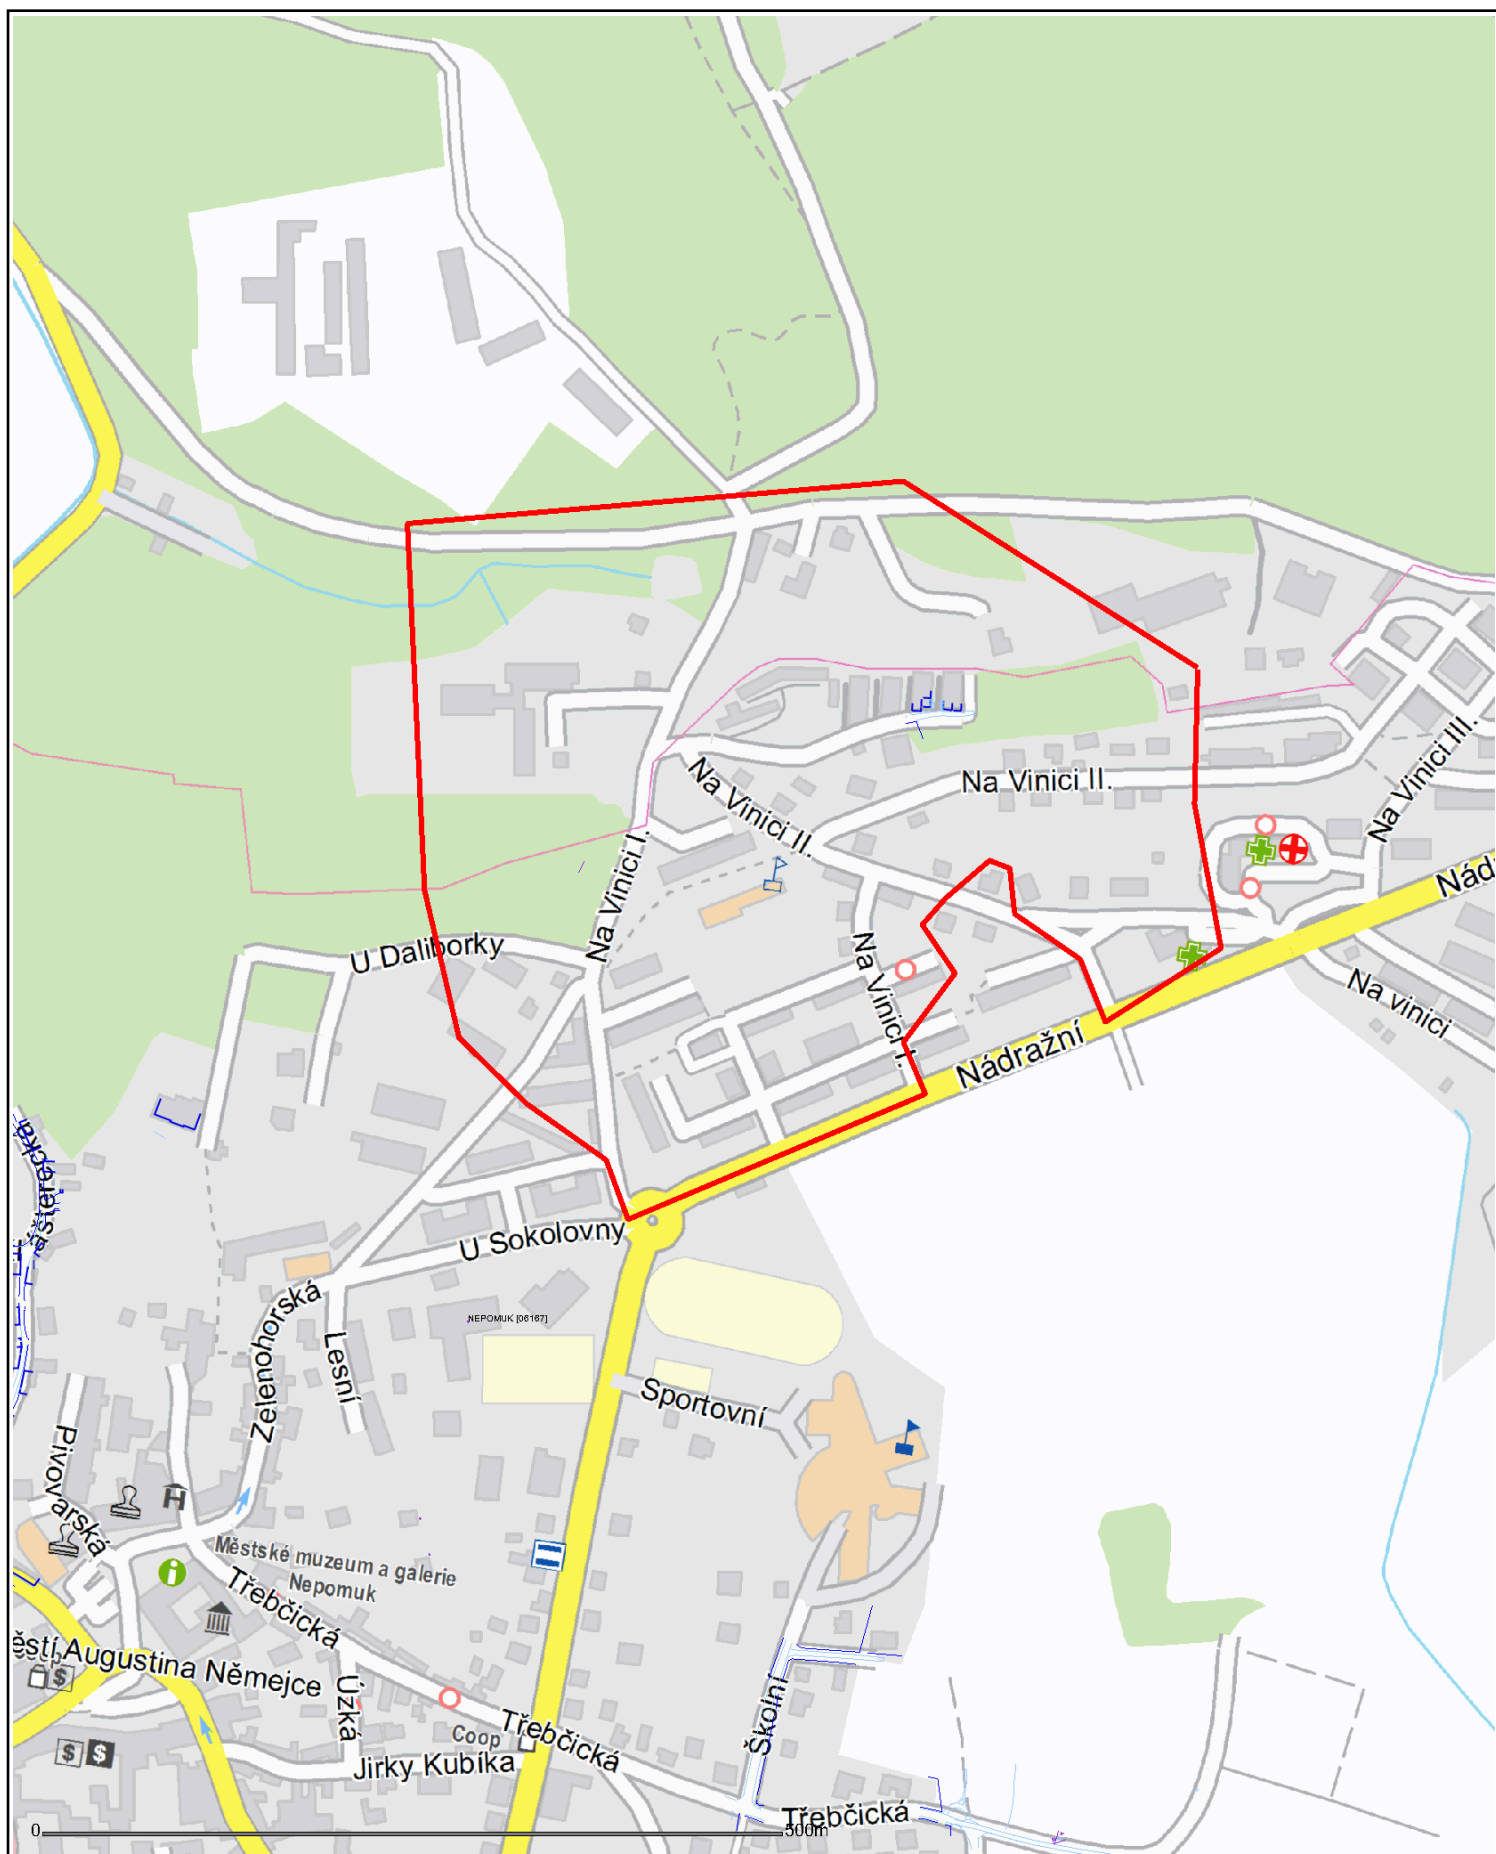 Na Vinici II.
Na Vinici II.
Na Vinici III.
Na Vinici I.
Nádr
U Daliborky
Na Vinici I.
Na vinici
Nádražní
U Sokolovny
NEPOMUK [06167]
Zelenohorská
Lesní
Sportovní
Pivovarská
H
i
Městské muzeum a galerie
Nepomuk
Třebčická
ěstí Augustina Němejce
$
Úzká
Školní
Coop
Třebčická
$
$
Jirky Kubíka
Třebčická
0
500m